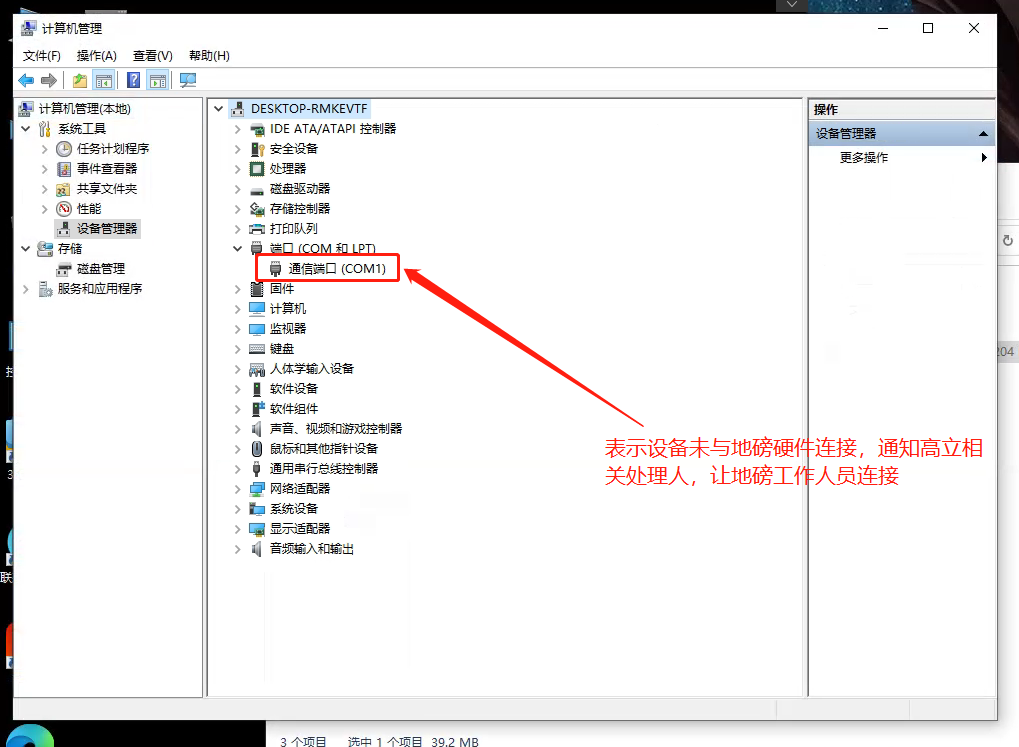 计算机管理
文件(F) 操作(A) 查看(V) 帮助(H)
计算机管理(本地)
系统工具
任务计划程序
事件查看器
共享文件夹
性能
设备管理器
存储
磁盘管理
服务和应用程序
DESKTOP-RMKEVTF
IDE ATA/ATAPI 控制器
安全设备
处理器
磁盘驱动器
存储控制器
打印队列
端口 (COM 和 LPT)
通信端口 (COM1)
固件
计算机
监视器
键盘
人体学输入设备
软件设备
软件组件
声音、视频和游戏控制器
鼠标和其他指针设备
通用串行总线控制器
网络适配器
系统设备
显示适配器
音频输入和输出
操作
设备管理器
更多操作
表示设备未与地磅硬件连接，通知高立相
关处理人，让地磅工作人员连接
204
联
3 个项目 选中 1 个项目 39.2 MB